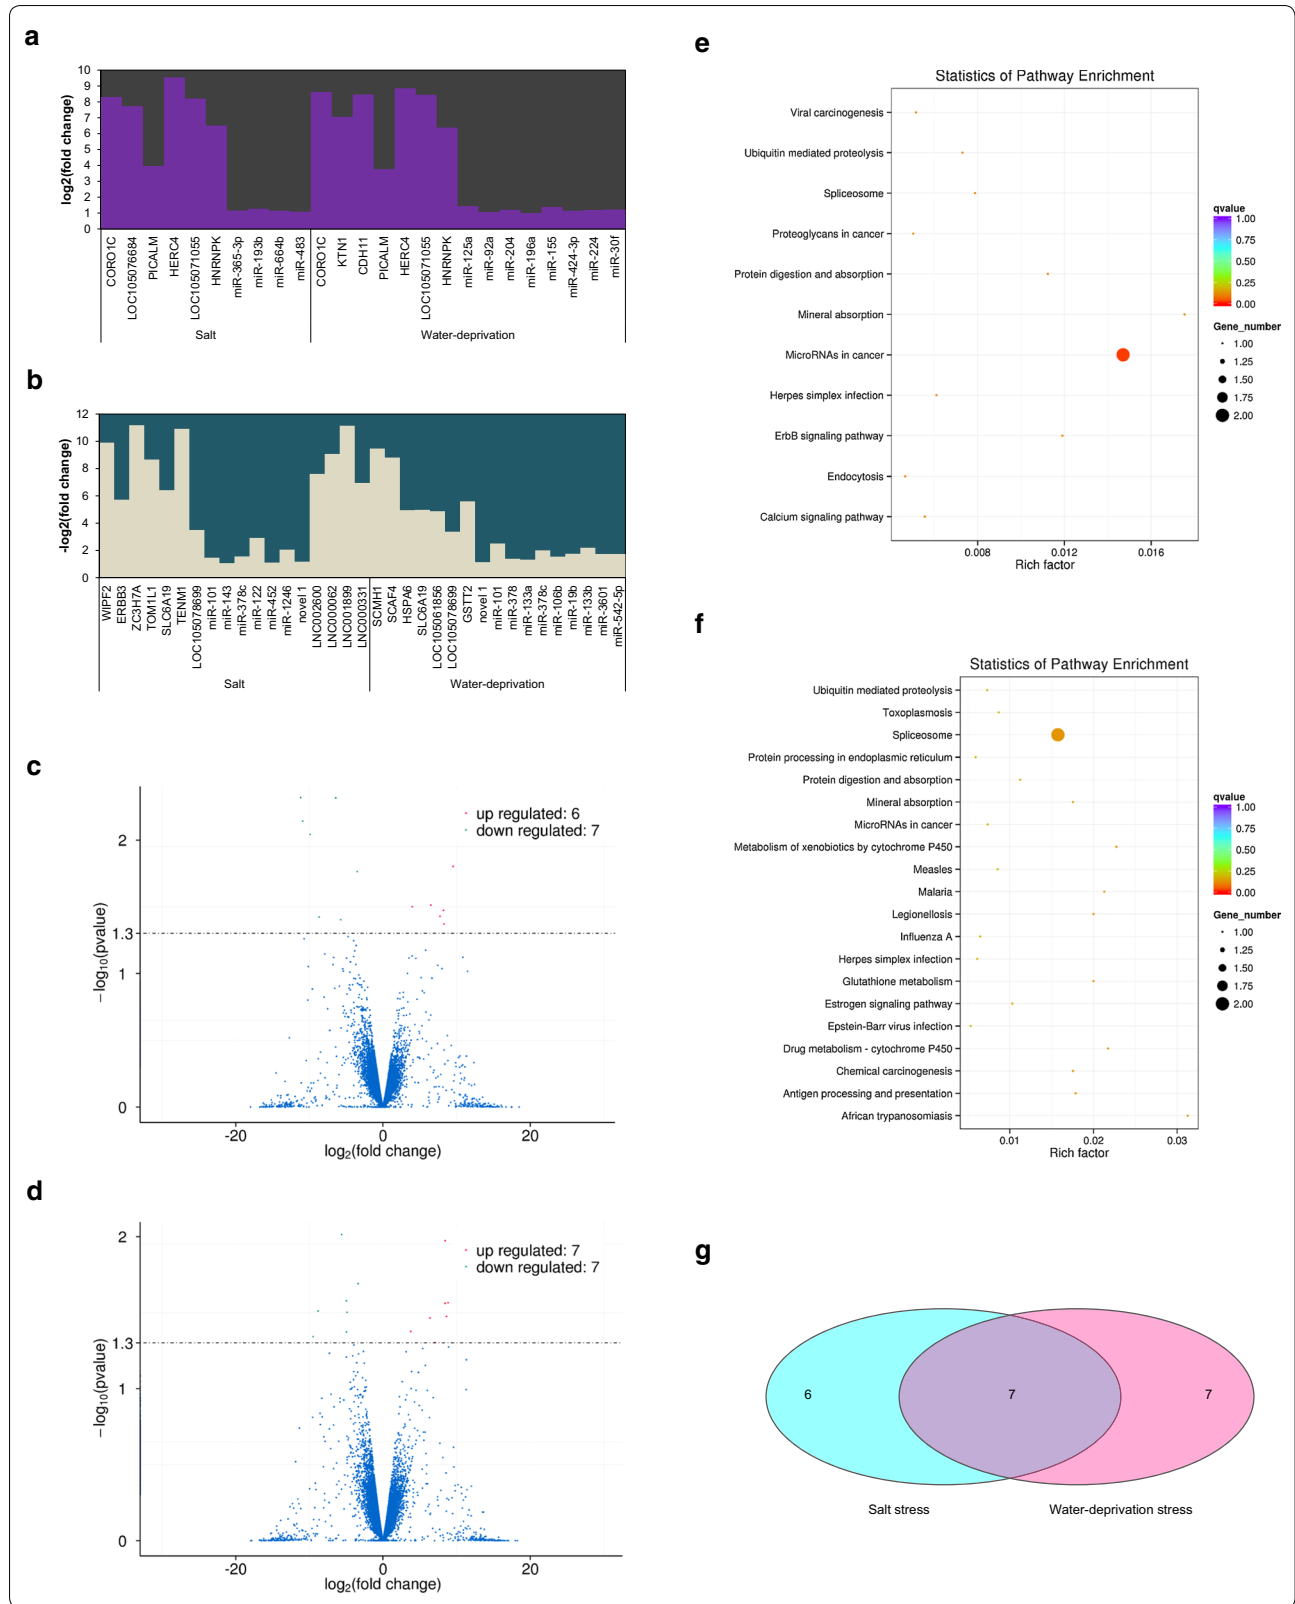 a
log2(fold change)
10
9
8
7
6
5
4
3
2
1
0
CORO1C
LOC105076684
PICALM
HERC4
LOC105071055
HNRNPK
miR-365-3p
miR-193b
miR-664b
miR-483
CORO1C
KTN1
CDH11
PICALM
HERC4
LOC105071055
HNRNPK
miR-125a
miR-92a
miR-204
miR-196a
miR-155
miR-424-3p
miR-224
miR-30f
Salt
Water-deprivation
b
-log2(fold change)
12
10
8
6
4
2
0
WIPF2
ERBB3
ZC3H7A
TOM1L1
SLC6A19
TENM1
LOC105078699
miR-101
miR-143
miR-378c
miR-122
miR-452
miR-1246
novel 1
LNC002600
LNC000062
LNC001899
LNC000331
SCMH1
SCAF4
HSPA6
SLC6A19
LOC105061856
LOC105078699
GSTT2
novel 1
miR-101
miR-378
miR-133a
miR-378c
miR-106b
miR-19b
miR-133b
miR-3601
miR-542-5p
Salt
Water-deprivation
c
up regulated: 6
down regulated: 7
−log10(pvalue)
2
1.3
1
0
-20
0
20
log2(fold change)
d
up regulated: 7
down regulated: 7
−log10(pvalue)
2
1.3
1
0
-20
0
20
log2(fold change)
e
Statistics of Pathway Enrichment
Viral carcinogenesis
Ubiquitin mediated proteolysis
Spliceosome
Proteoglycans in cancer
Protein digestion and absorption
Mineral absorption
MicroRNAs in cancer
Herpes simplex infection
ErbB signaling pathway
Endocytosis
Calcium signaling pathway
0.008
0.012
0.016
Rich factor
qvalue
1.00
0.75
0.50
0.25
0.00
Gene_number
1.00
1.25
1.50
1.75
2.00
f
Statistics of Pathway Enrichment
Ubiquitin mediated proteolysis
Toxoplasmosis
Spliceosome
Protein processing in endoplasmic reticulum
Protein digestion and absorption
Mineral absorption
MicroRNAs in cancer
Metabolism of xenobiotics by cytochrome P450
Measles
Malaria
Legionellosis
Influenza A
Herpes simplex infection
Glutathione metabolism
Estrogen signaling pathway
Epstein-Barr virus infection
Drug metabolism - cytochrome P450
Chemical carcinogenesis
Antigen processing and presentation
African trypanosomiasis
0.01
0.02
0.03
Rich factor
qvalue
1.00
0.75
0.50
0.25
0.00
Gene_number
1.00
1.25
1.50
1.75
2.00
g
6
7
7
Salt stress
Water-deprivation stress